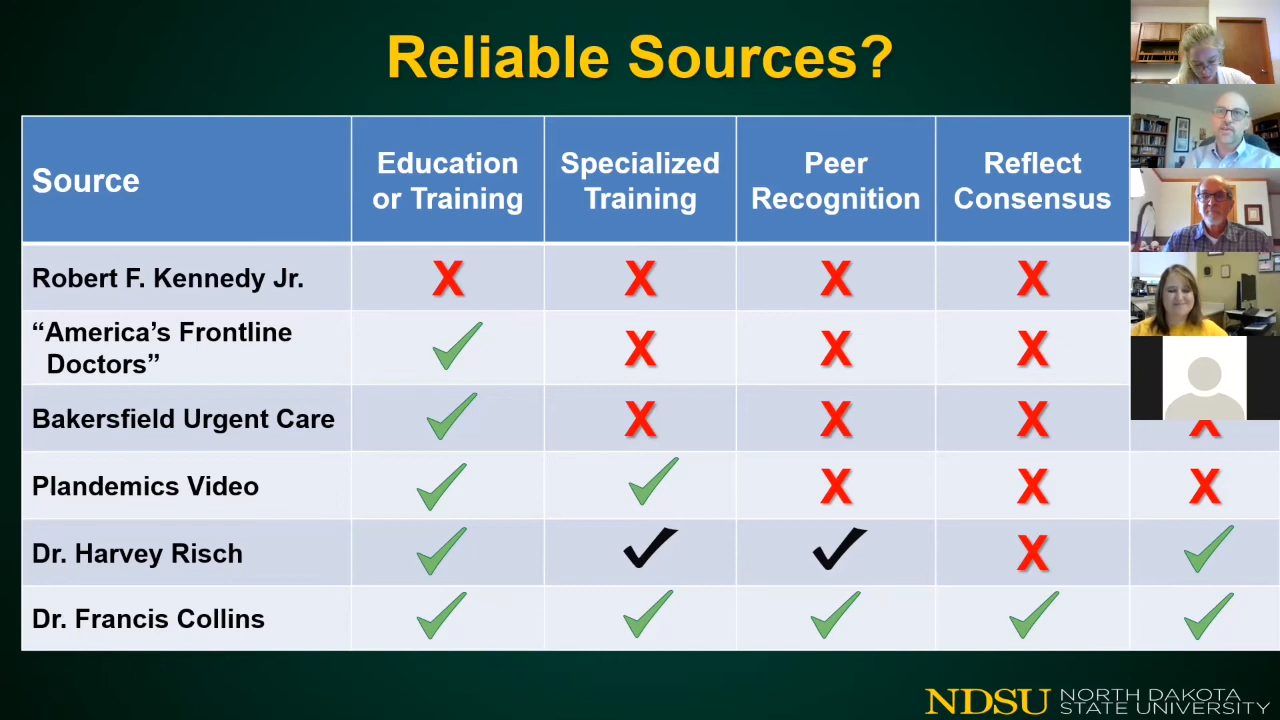 Reliable Sources?
Source
Education
or Training
Specialized
Training
Peer
Recognition
Reflect
Consensus
Robert F. Kennedy Jr.
X X X X
“America’s Frontline
Doctors”
X X X
Bakersfield Urgent Care
X X X X
Plandemics Video
X X X
Dr. Harvey Risch
X
Dr. Francis Collins
NDSU NORTH DAKOTA
STATE UNIVERSITY